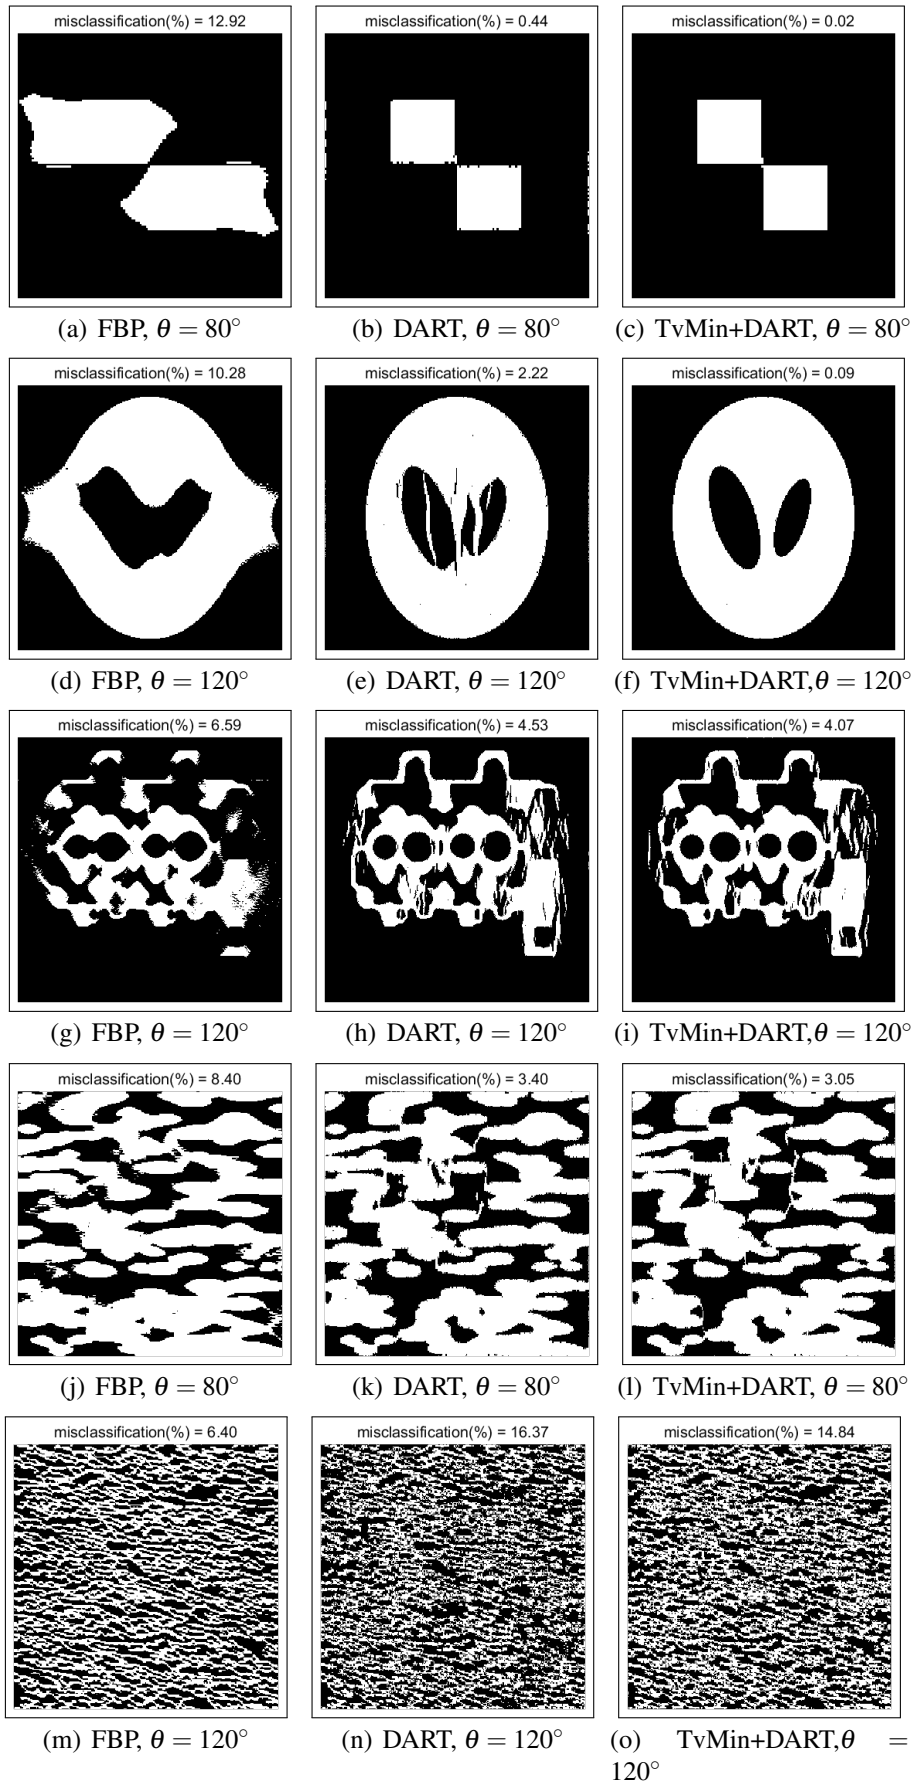 misclassification(%) = 12.92
misclassification(%) = 0.44
misclassification(%) = 0.02
(a) FBP, θ = 80°
(b) DART, θ = 80°
(c) TvMin+DART, θ = 80°
misclassification(%) = 10.28
misclassification(%) = 2.22
misclassification(%) = 0.09
(d) FBP, θ = 120°
(e) DART, θ = 120°
(f) TvMin+DART,θ = 120°
misclassification(%) = 6.59
misclassification(%) = 4.53
misclassification(%) = 4.07
(g) FBP, θ = 120°
(h) DART, θ = 120°
(i) TvMin+DART,θ = 120°
misclassification(%) = 8.40
misclassification(%) = 3.40
misclassification(%) = 3.05
(j) FBP, θ = 80°
(k) DART, θ = 80°
(l) TvMin+DART, θ = 80°
misclassification(%) = 6.40
misclassification(%) = 16.37
misclassification(%) = 14.84
(m) FBP, θ = 120°
(n) DART, θ = 120°
(o) TvMin+DART,θ =
120°